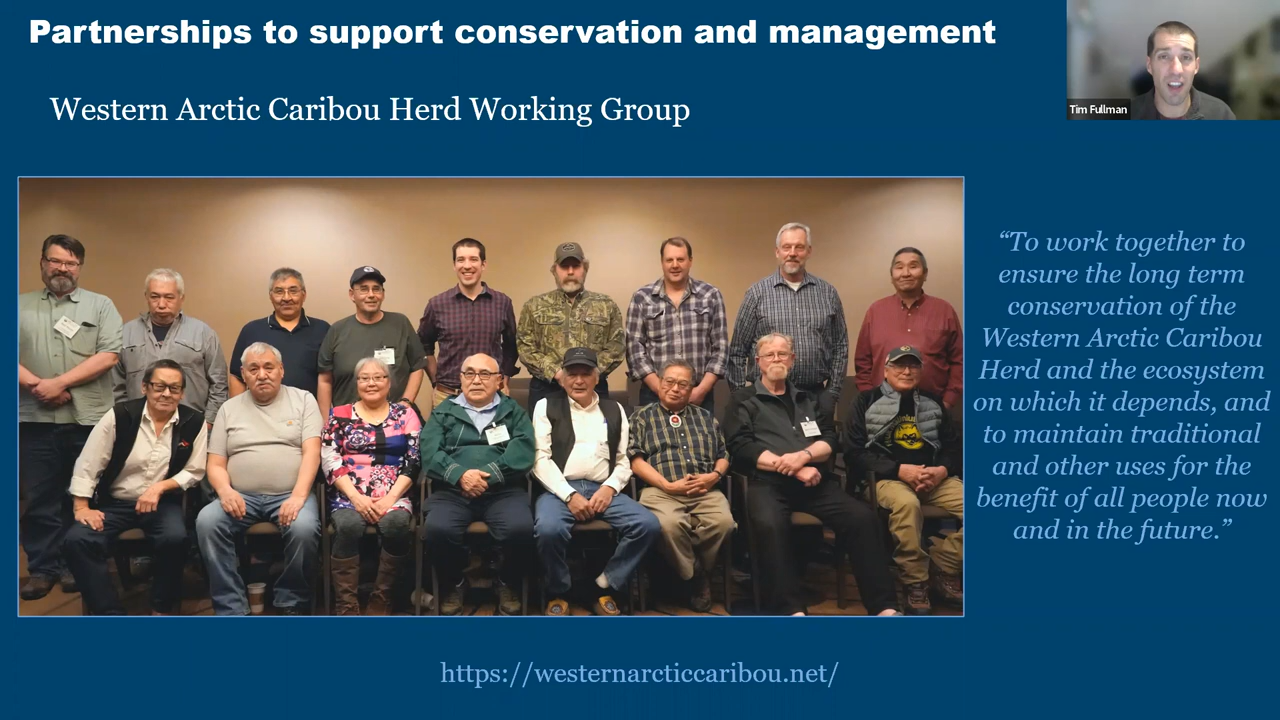 Partnerships to support conservation and management
Tim Fullman
Western Arctic Caribou Herd Working Group
“To work together to
ensure the long term
conservation of the
Western Arctic Caribou
Herd and the ecosystem
on which it depends, and
to maintain traditional
and other uses for the
benefit of all people now
and in the future.”
https://westernarcticcaribou.net/